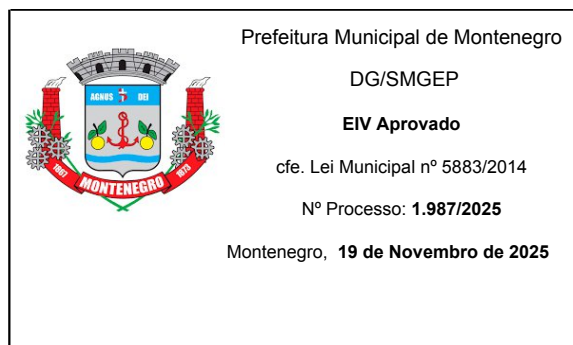 Prefeitura Municipal de Montenegro
DG/SMGEP
EIV Aprovado
cfe. Lei Municipal nº 5883/2014
Nº Processo: 1.987/2025
Montenegro, 19 de Novembro de 2025
AGNUS DEI
1867 MONTENEGRO 1873